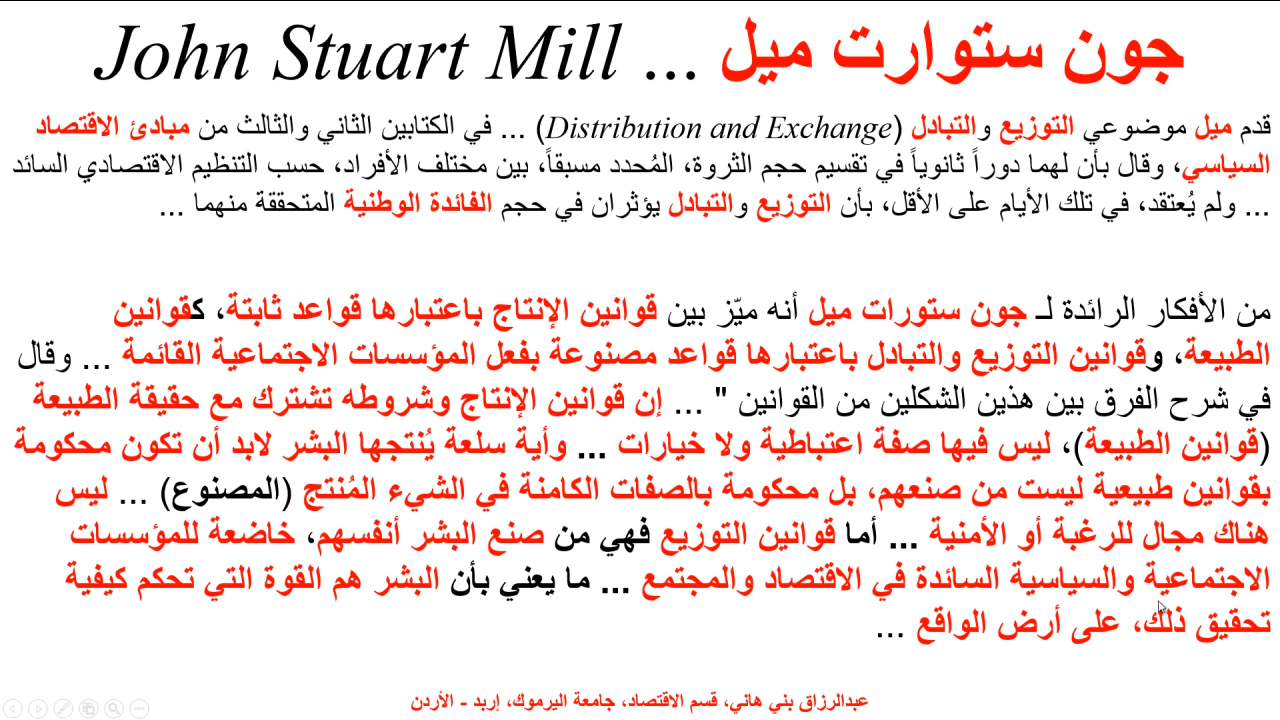 جون ستوارت ميل ... John Stuart Mill
قدم ميل موضوعي التوزيع والتبادل (Distribution and Exchange) ... في الكتابين الثاني والثالث من مبادئ الاقتصاد
السياسي، وقال بأن لهما دوراً ثانوياً في تقسيم حجم الثروة، المُحدد مسبقاً، بين مختلف الأفراد، حسب التنظيم الاقتصادي السائد
... ولم يُعتقد، في تلك الأيام على الأقل، بأن التوزيع والتبادل يؤثران في حجم الفائدة الوطنية المتحققة منهما ...
من الأفكار الرائدة لـ جون ستورات ميل أنه ميّز بين قوانين الإنتاج باعتبارها قواعد ثابتة، كقوانين
الطبيعة، وقوانين التوزيع والتبادل باعتبارها قواعد مصنوعة بفعل المؤسسات الاجتماعية القائمة ... وقال
في شرح الفرق بين هذين الشكلين من القوانين " ... إن قوانين الإنتاج وشروطه تشترك مع حقيقة الطبيعة
(قوانين الطبيعة)، ليس فيها صفة اعتباطية ولا خيارات ... وأية سلعة يُنتجها البشر لابد أن تكون محكومة
بقوانين طبيعية ليست من صنعهم، بل محكومة بالصفات الكامنة في الشيء المُنتج (المصنوع) ... ليس
هناك مجال للرغبة أو الأمنية ... أما قوانين التوزيع فهي من صنع البشر أنفسهم، خاضعة للمؤسسات
الاجتماعية والسياسية السائدة في الاقتصاد والمجتمع ... ما يعني بأن البشر هم القوة التي تحكم كيفية
تحقيق ذلك، على أرض الواقع ...
عبدالرزاق بني هاني، قسم الاقتصاد، جامعة اليرموك، إربد - الأردن